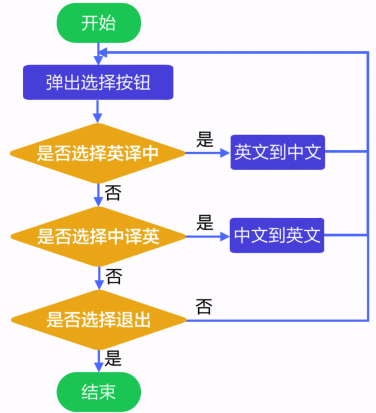 开始
弹出选择按钮
是否选择英译中
是
英文到中文
否
是否选择中译英
是
中文到英文
否
是否选择退出
否
是
结束